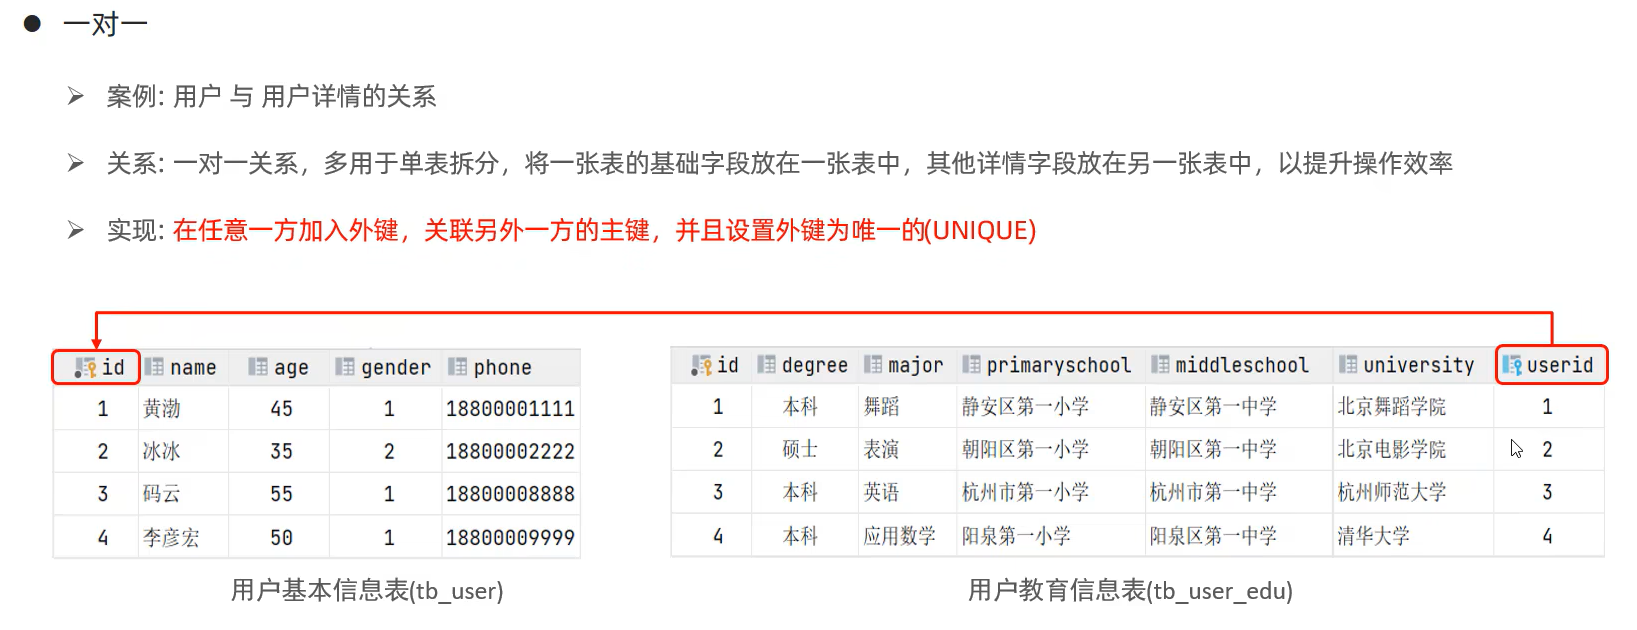 ● 一对一
➢ 案例: 用户 与 用户详情的关系
➢ 关系: 一对一关系，多用于单表拆分，将一张表的基础字段放在一张表中，其他详情字段放在另一张表中，以提升操作效率
➢ 实现: 在任意一方加入外键，关联另外一方的主键，并且设置外键为唯一的(UNIQUE)
id name age gender phone
1 黄渤 45 1 18800001111
2 冰冰 35 2 18800002222
3 码云 55 1 18800008888
4 李彦宏 50 1 18800009999
用户基本信息表(tb_user)
id degree major primaryschool middleschool university userid
1 本科 舞蹈 静安区第一小学 静安区第一中学 北京舞蹈学院 1
2 硕士 表演 朝阳区第一小学 朝阳区第一中学 北京电影学院 2
3 本科 英语 杭州市第一小学 杭州市第一中学 杭州师范大学 3
4 本科 应用数学 阳泉第一小学 阳泉区第一中学 清华大学 4
用户教育信息表(tb_user_edu)